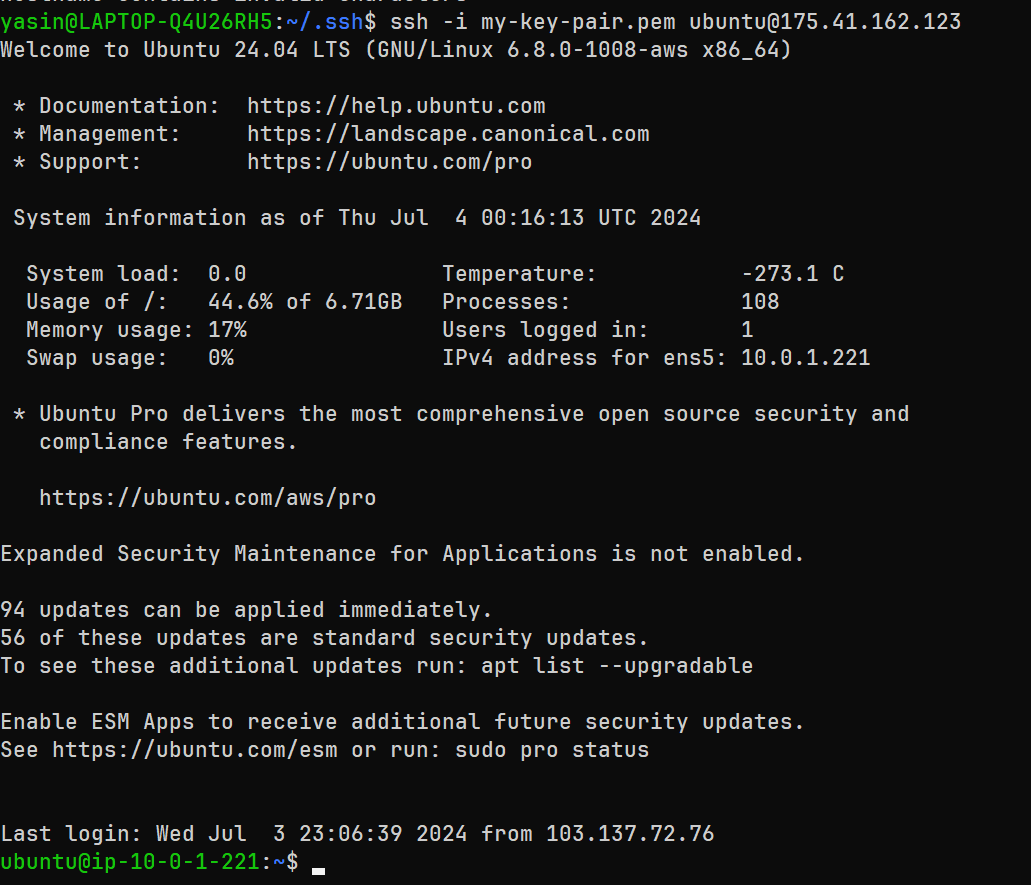 hostname contains invalid characters
yasin@LAPTOP-Q4U26RH5:~/.ssh$ ssh -i my-key-pair.pem ubuntu@175.41.162.123
Welcome to Ubuntu 24.04 LTS (GNU/Linux 6.8.0-1008-aws x86_64)
* Documentation:  https://help.ubuntu.com
* Management:     https://landscape.canonical.com
* Support:        https://ubuntu.com/pro
System information as of Thu Jul  4 00:16:13 UTC 2024
System load:  0.0               Temperature:           -273.1 C
Usage of /:   44.6% of 6.71GB   Processes:             108
Memory usage: 17%               Users logged in:       1
Swap usage:   0%                IPv4 address for ens5: 10.0.1.221
* Ubuntu Pro delivers the most comprehensive open source security and
compliance features.
https://ubuntu.com/aws/pro
Expanded Security Maintenance for Applications is not enabled.
94 updates can be applied immediately.
56 of these updates are standard security updates.
To see these additional updates run: apt list --upgradable
Enable ESM Apps to receive additional future security updates.
See https://ubuntu.com/esm or run: sudo pro status
Last login: Wed Jul  3 23:06:39 2024 from 103.137.72.76
ubuntu@ip-10-0-1-221:~$